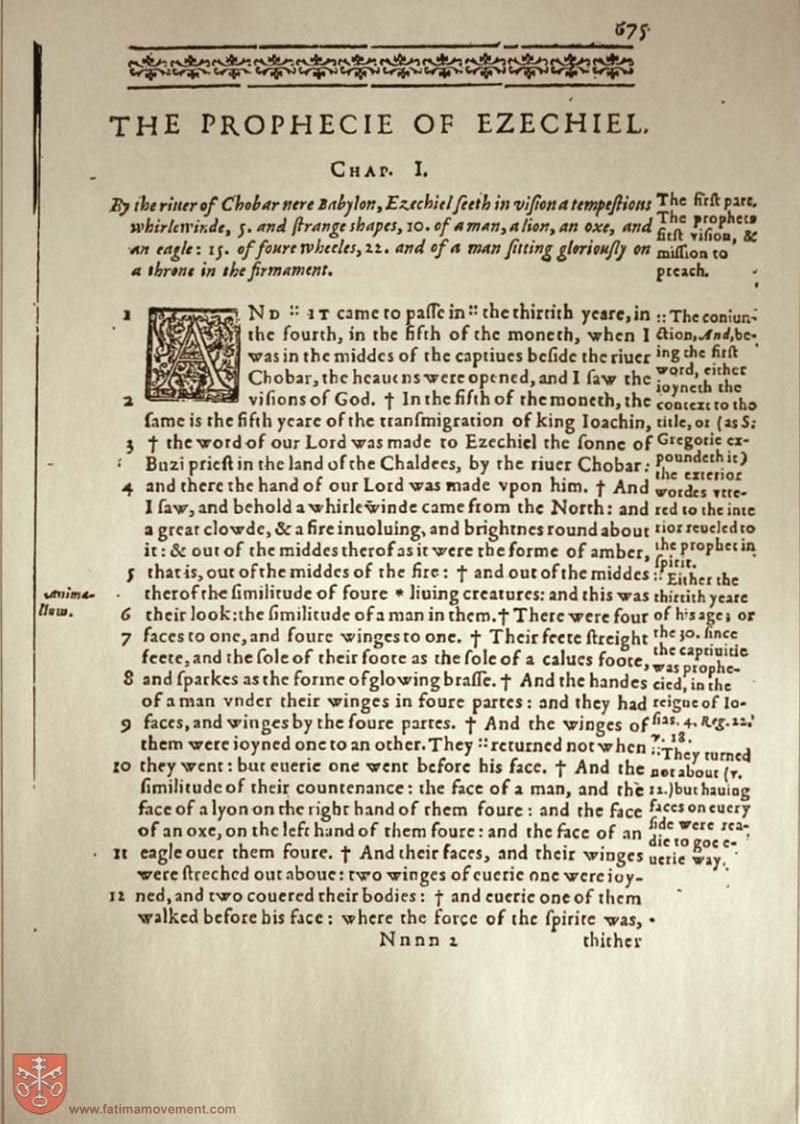 675
THE PROPHECIE OF EZECHIEL.
CHAP. I.
By the riuer of Chobar nere Babylon, Ezechiel ſeeth in viſion a tempeſtious
whirlewinde, 5. and ſtrange shapes, 10. of a man, a lion, an oxe, and
an eagle: 15. of foure wheeles, 22. and of a man ſitting gloriouſly on
a throne in the firmament.
The firſt part.
The prophets
firſt viſion, &
miſſion to
preach.
1 AND :: IT came to paſſe in :: the thirtith yeare, in
the fourth, in the fifth of the moneth, when I
was in the middes of the captiues beſide the riuer
Chobar, the heauens were opened, and I ſaw the
2 viſions of God. † In the fifth of the moneth, the
ſame is the fifth yeare of the tranſmigration of king Ioachin,
3 † the word of our Lord was made to Ezechiel the ſonne of
Buzi prieſt in the land of the Chaldees, by the riuer Chobar:
4 and there the hand of our Lord was made vpon him. † And
I ſaw, and behold a whirlewinde came from the North: and
a great clowde, & a fire inuoluing, and brightnes round about
it: & out of the middes therof as it were the forme of amber,
5 that is, out of the middes of the fire: † and out of the middes
therof the ſimilitude of foure * liuing creatures: and this was
6 their look: the ſimilitude of a man in them. † There were four
7 faces to one, and foure winges to one. † Their feete ſtreight
feete, and the ſole of their foote as the ſole of a calues foote,
8 and ſparkes as the forme of glowing braſſe. † And the handes
of a man vnder their winges in foure partes: and they had
9 faces, and winges by the foure partes. † And the winges of
them were ioyned one to an other. They :: returned not when
10 they went: but euerie one went before his face. † And the
ſimilitude of their countenance: the face of a man, and the
face of a lyon on the right hand of them foure: and the face
of an oxe, on the left hand of them foure: and the face of an
11 eagle ouer them foure. † And their faces, and their winges
were ſtreched out aboue: two winges of euerie one were ioy-
12 ned, and two couered their bodies: † and euerie one of them
walked before his face: where the force of the ſpirite was,
Nnnn 2 thither
:: The coniun-
ction, And, be-
ing the firſt
word, either
ioyneth the
context to the
title, or (as S:
Gregorie ex-
poundeth it)
the exterior
wordes vtte-
red to the inte
rior reueled to
the prophet in
ſpirit.
:: Either the
thirtith yeare
of his age; or
the 30. ſince
the captiuitie
was prophe-
cied, in the
reigne of Io-
ſias. 4. Reg. 22.
v. 18.
:: They turned
not about (v.
12.) but hauing
faces on euery
ſide were rea-
die to goe e-
uerie way.
anima-
lium.
www.fatimamovement.com